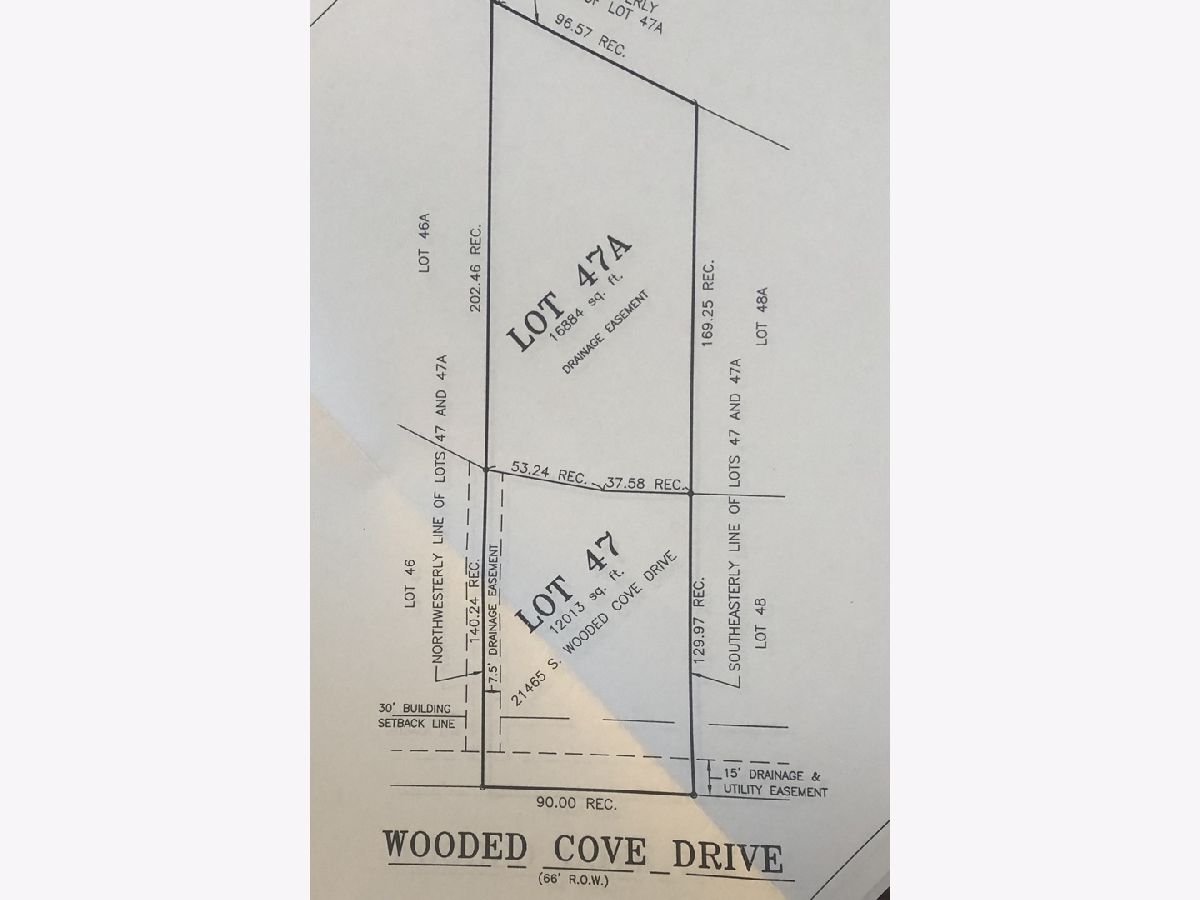 ERLY
OF LOT 47A
96.57 REC.
LOT 46A
202.46 REC.
LOT 47A
16884 sq. ft.
DRAINAGE EASEMENT
169.25 REC.
LOT 48A
NORTHWESTERLY LINE OF LOTS 47 AND 47A
SOUTHEASTERLY LINE OF LOTS 47 AND 47A
53.24 REC.
37.58 REC.
LOT 46
140.24 REC.
7.5' DRAINAGE EASEMENT
LOT 47
12013 sq. ft.
21465 S. WOODED COVE DRIVE
129.97 REC.
LOT 48
30' BUILDING
SETBACK LINE
15' DRAINAGE &
UTILITY EASEMENT
90.00 REC.
WOODED COVE DRIVE
(66' R.O.W.)